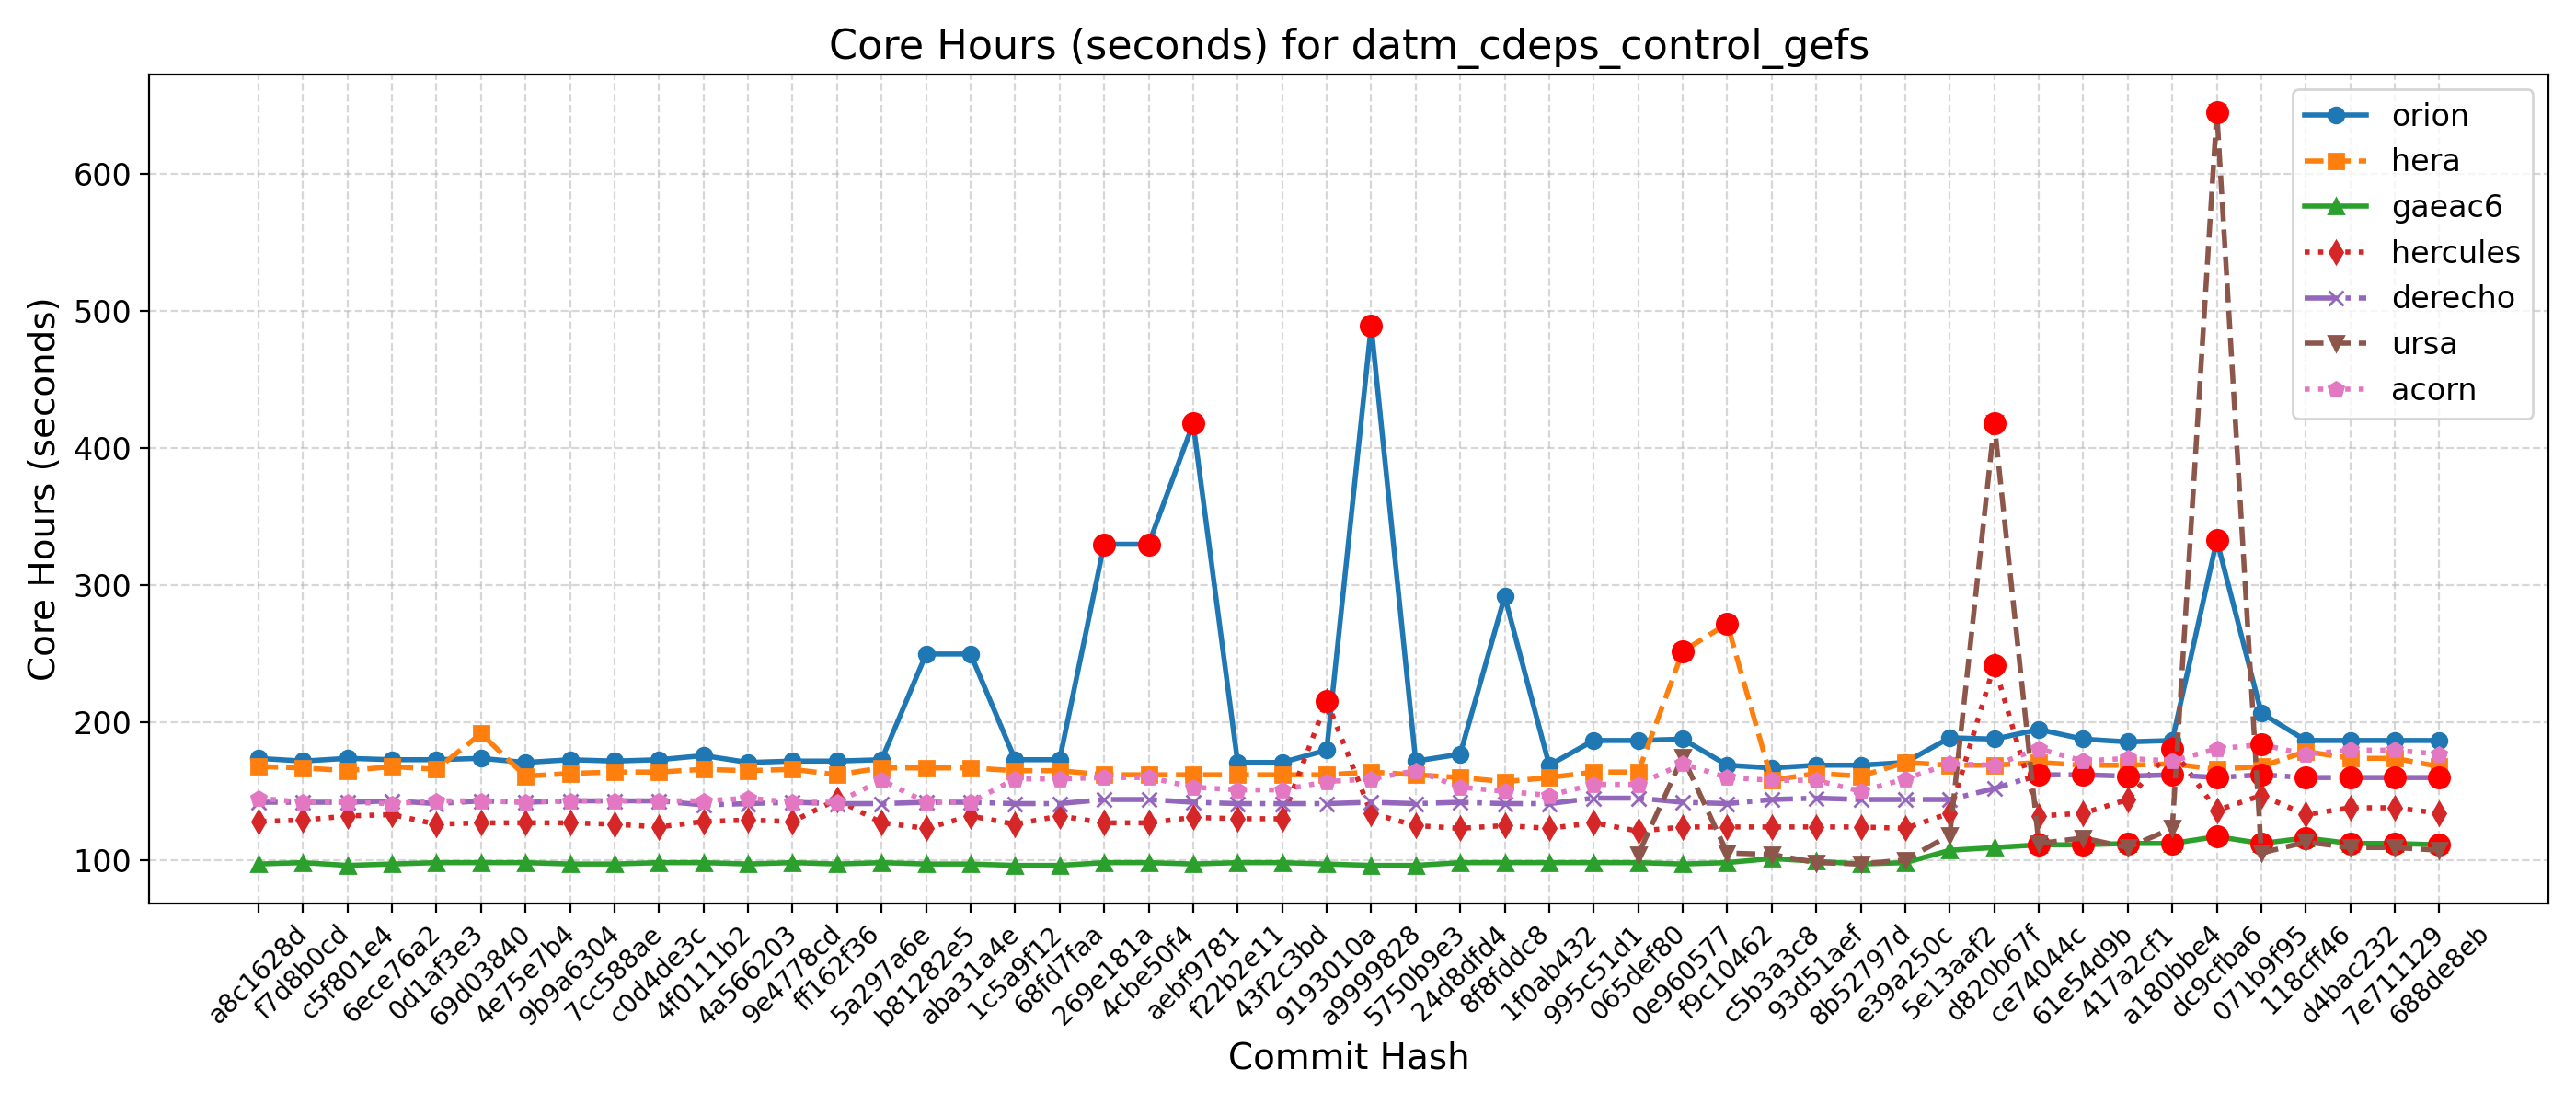 Core Hours (seconds) for datm_cdeps_control_gefs
Core Hours (seconds)
600
500
400
300
200
100
orion
hera
gaeac6
hercules
derecho
ursa
acorn
a8c1628d
f7d8b0cd
c5f801e4
6ece76a2
0d1af3e3
69d03840
4e75e7b4
9b9a6304
7cc588ae
c0d4de3c
4f0111b2
4a566203
9e4778cd
ff162f36
5a297a6e
b81282e5
aba31a4e
1c5a9f12
68fd7faa
269e181a
4cbe50f4
aebf9781
f22b2e11
43f2c3bd
9193010a
a9999828
5750b9e3
24d8dfd4
8f8fddc8
1f0ab432
995c51d1
065def80
0e960577
f9c10462
c5b3a3c8
93d51aef
8b52797d
e39a250c
5e13aaf2
d820b67f
ce74044c
61e54d9b
417a2cf1
a180bbe4
dc9cfba6
071b9f95
118cff46
d4bac232
7e711129
688de8eb
Commit Hash